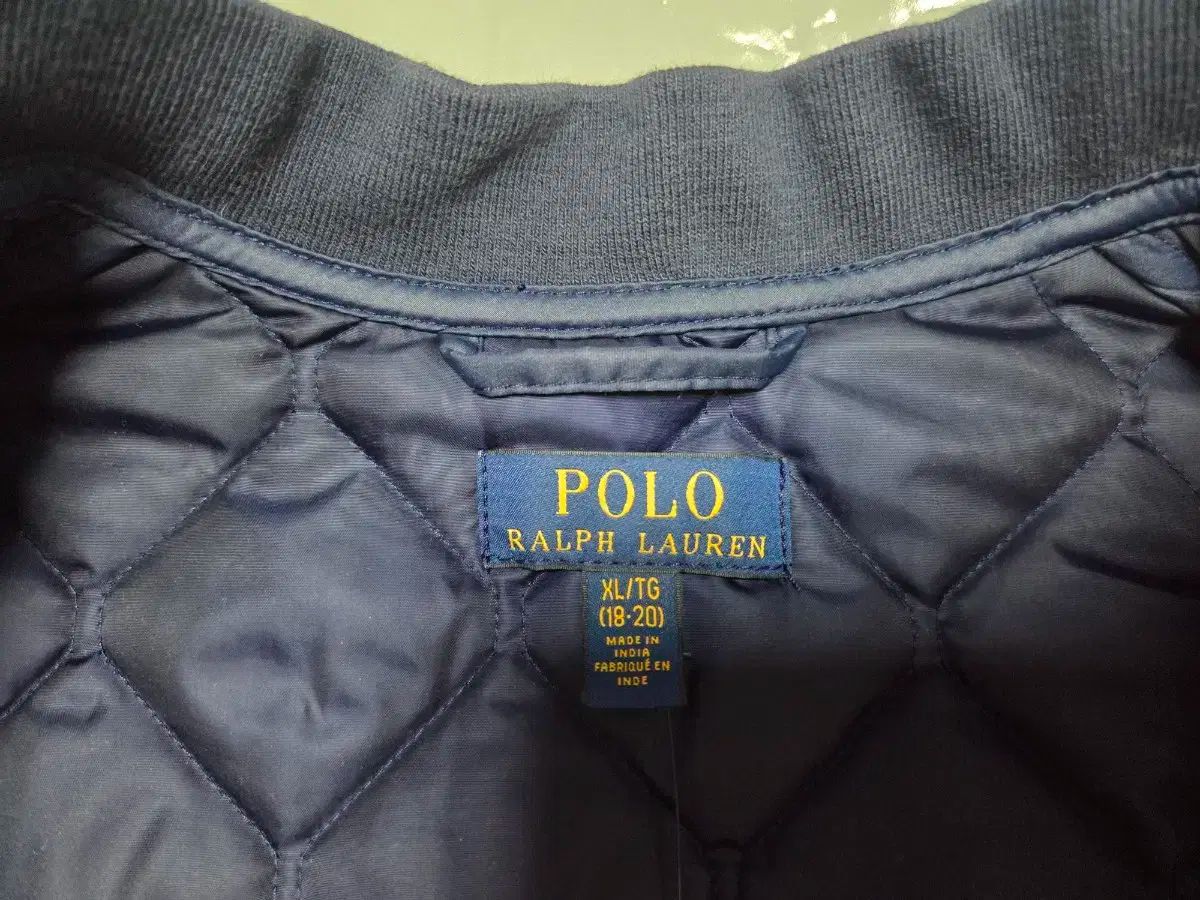 POLO
RALPH LAUREN
XL/TG
(18-20)
MADE IN
INDIA
FABRIQUÉ EN
INDE